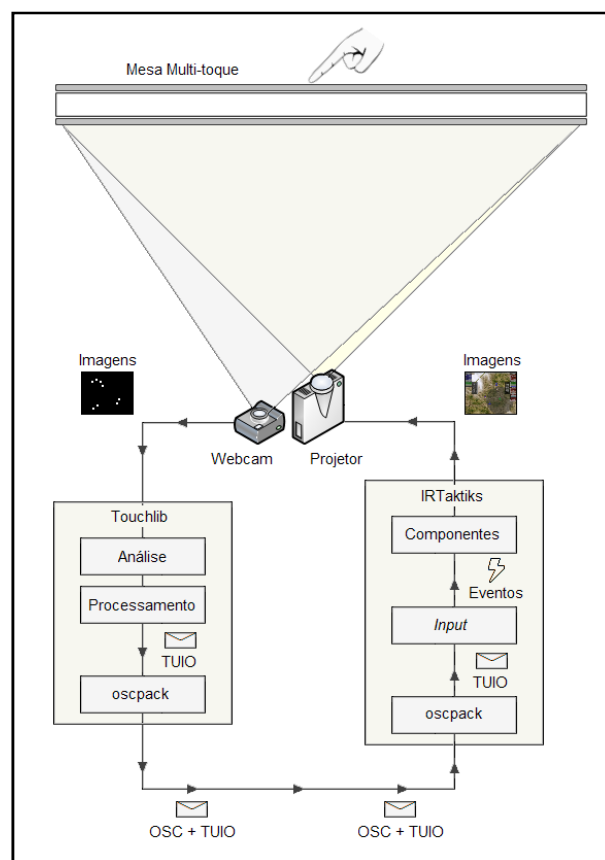 Mesa Multi-toque
Imagens
Imagens
Webcam
Projetor
Touchlib
Análise
Processamento
TUIO
oscpack
IRTaktiks
Componentes
Eventos
Input
TUIO
oscpack
OSC + TUIO
OSC + TUIO